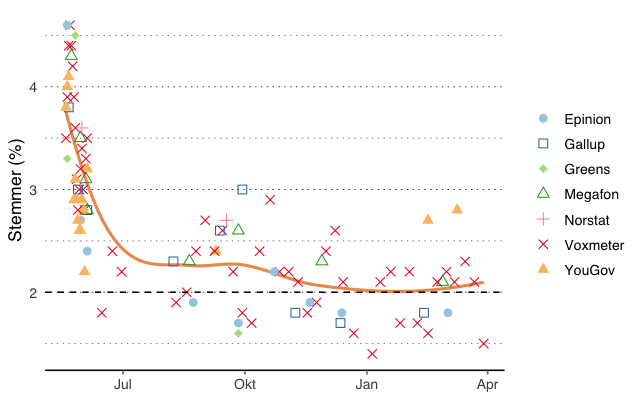 Stemmer (%)
4
3
2
Jul
Okt
Jan
Apr
Epinion
Gallup
Greens
Megafon
Norstat
Voxmeter
YouGov